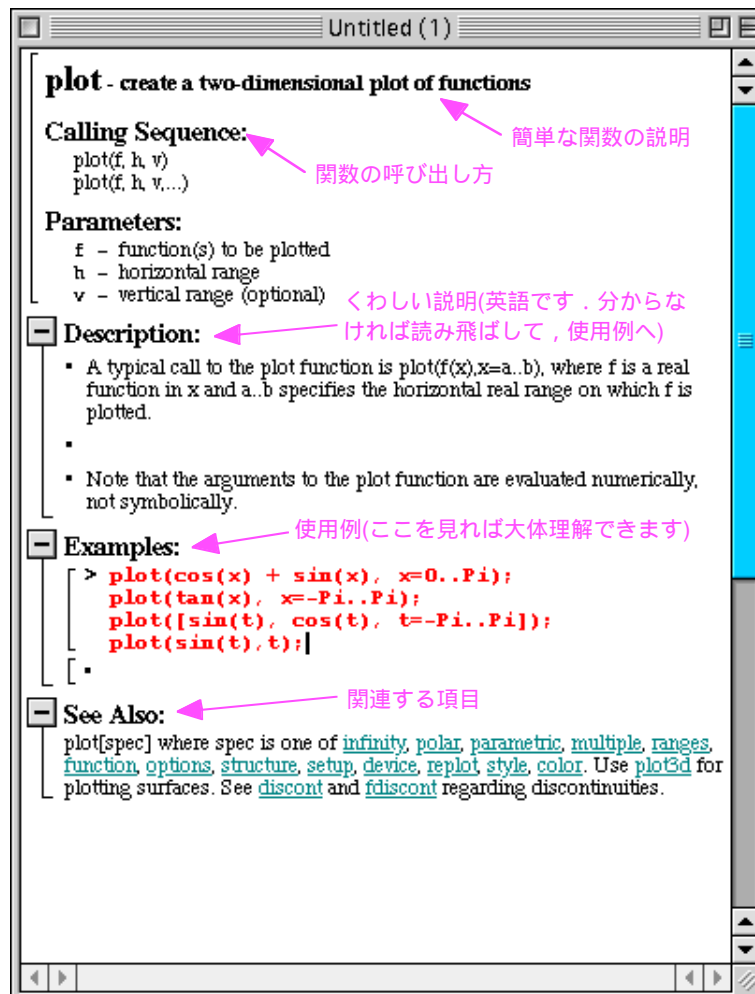 Untitled (1)
plot - create a two-dimensional plot of functions
簡単な関数の説明
Calling Sequence:
関数の呼び出し方
plot(f, h, v)
plot(f, h, v,...)
Parameters:
f - function(s) to be plotted
h - horizontal range
v - vertical range (optional)
くわしい説明(英語です．分からな
ければ読み飛ばして，使用例へ)
Description:
▪ A typical call to the plot function is plot(f(x),x=a..b), where f is a real
function in x and a..b specifies the horizontal real range on which f is
plotted.
▪
▪ Note that the arguments to the plot function are evaluated numerically,
not symbolically.
使用例(ここを見れば大体理解できます)
Examples:
> plot(cos(x) + sin(x), x=0..Pi);
plot(tan(x), x=-Pi..Pi);
plot([sin(t), cos(t), t=-Pi..Pi]);
plot(sin(t),t);
関連する項目
See Also:
plot[spec] where spec is one of infinity, polar, parametric, multiple, ranges,
function, options, structure, setup, device, replot, style, color. Use plot3d for
plotting surfaces. See discont and fdiscont regarding discontinuities.